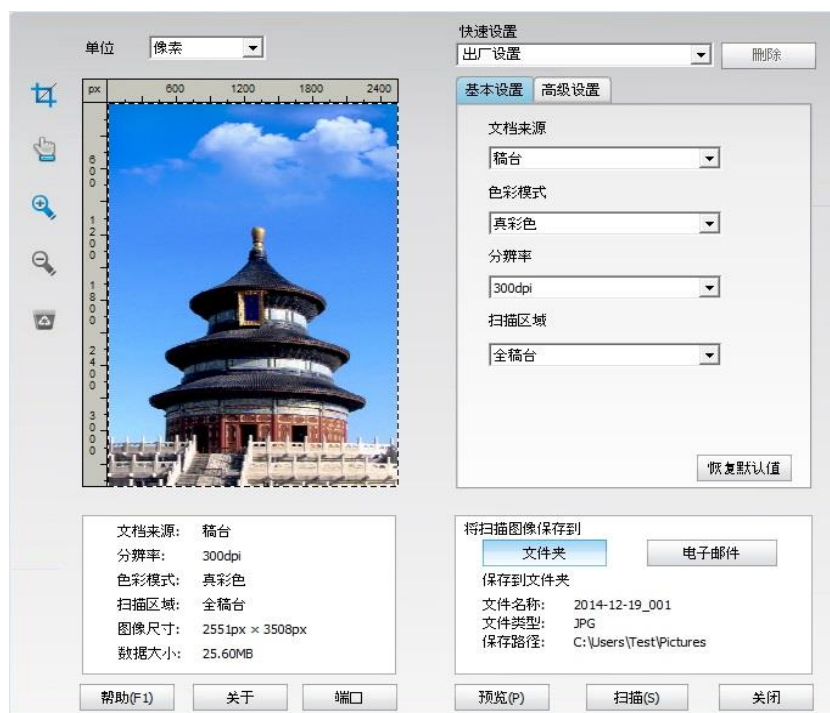 单位 像素
px 600 1200 1800 2400
600
1200
1800
2400
3000
快速设置
出厂设置 删除
基本设置 高级设置
文档来源
稿台
色彩模式
真彩色
分辨率
300dpi
扫描区域
全稿台
恢复默认值
文档来源: 稿台
分辨率: 300dpi
色彩模式: 真彩色
扫描区域: 全稿台
图像尺寸: 2551px × 3508px
数据大小: 25.60MB
将扫描图像保存到
文件夹 电子邮件
保存到文件夹
文件名称: 2014-12-19_001
文件类型: JPG
保存路径: C:\Users\Test\Pictures
帮助(F1) 关于 端口 预览(P) 扫描(S) 关闭